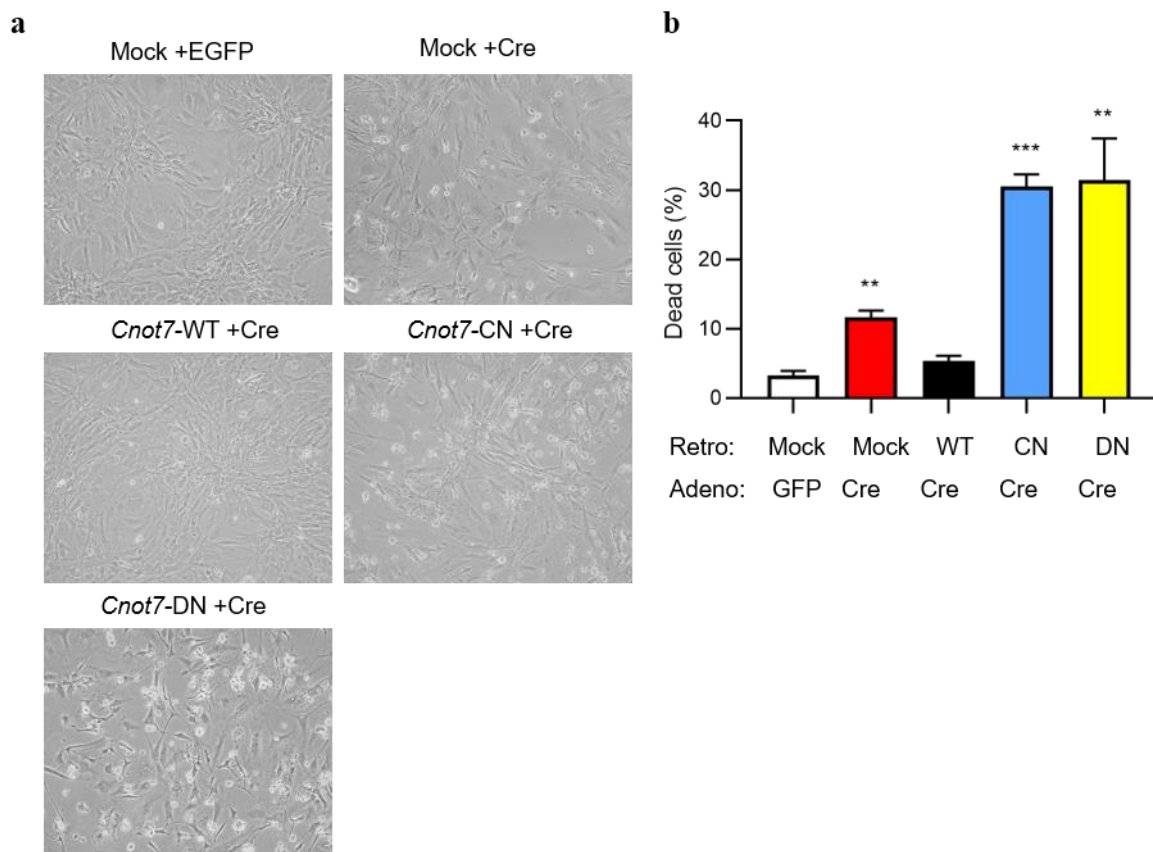 a
Mock +EGFP
Mock +Cre
Cnot7-WT +Cre
Cnot7-CN +Cre
Cnot7-DN +Cre
b
Dead cells (%)
40
30
20
10
0
**
***
**
Retro: Mock Mock WT CN DN
Adeno: GFP Cre Cre Cre Cre